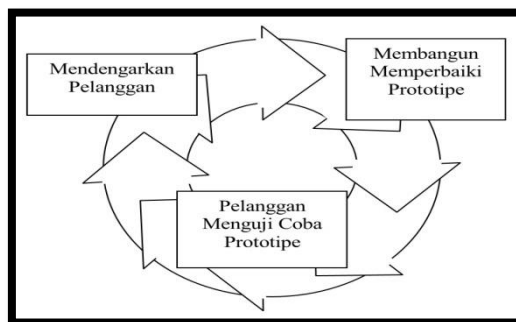 Mendengarkan
Pelanggan
Membangun
Memperbaiki
Prototipe
Pelanggan
Menguji Coba
Prototipe